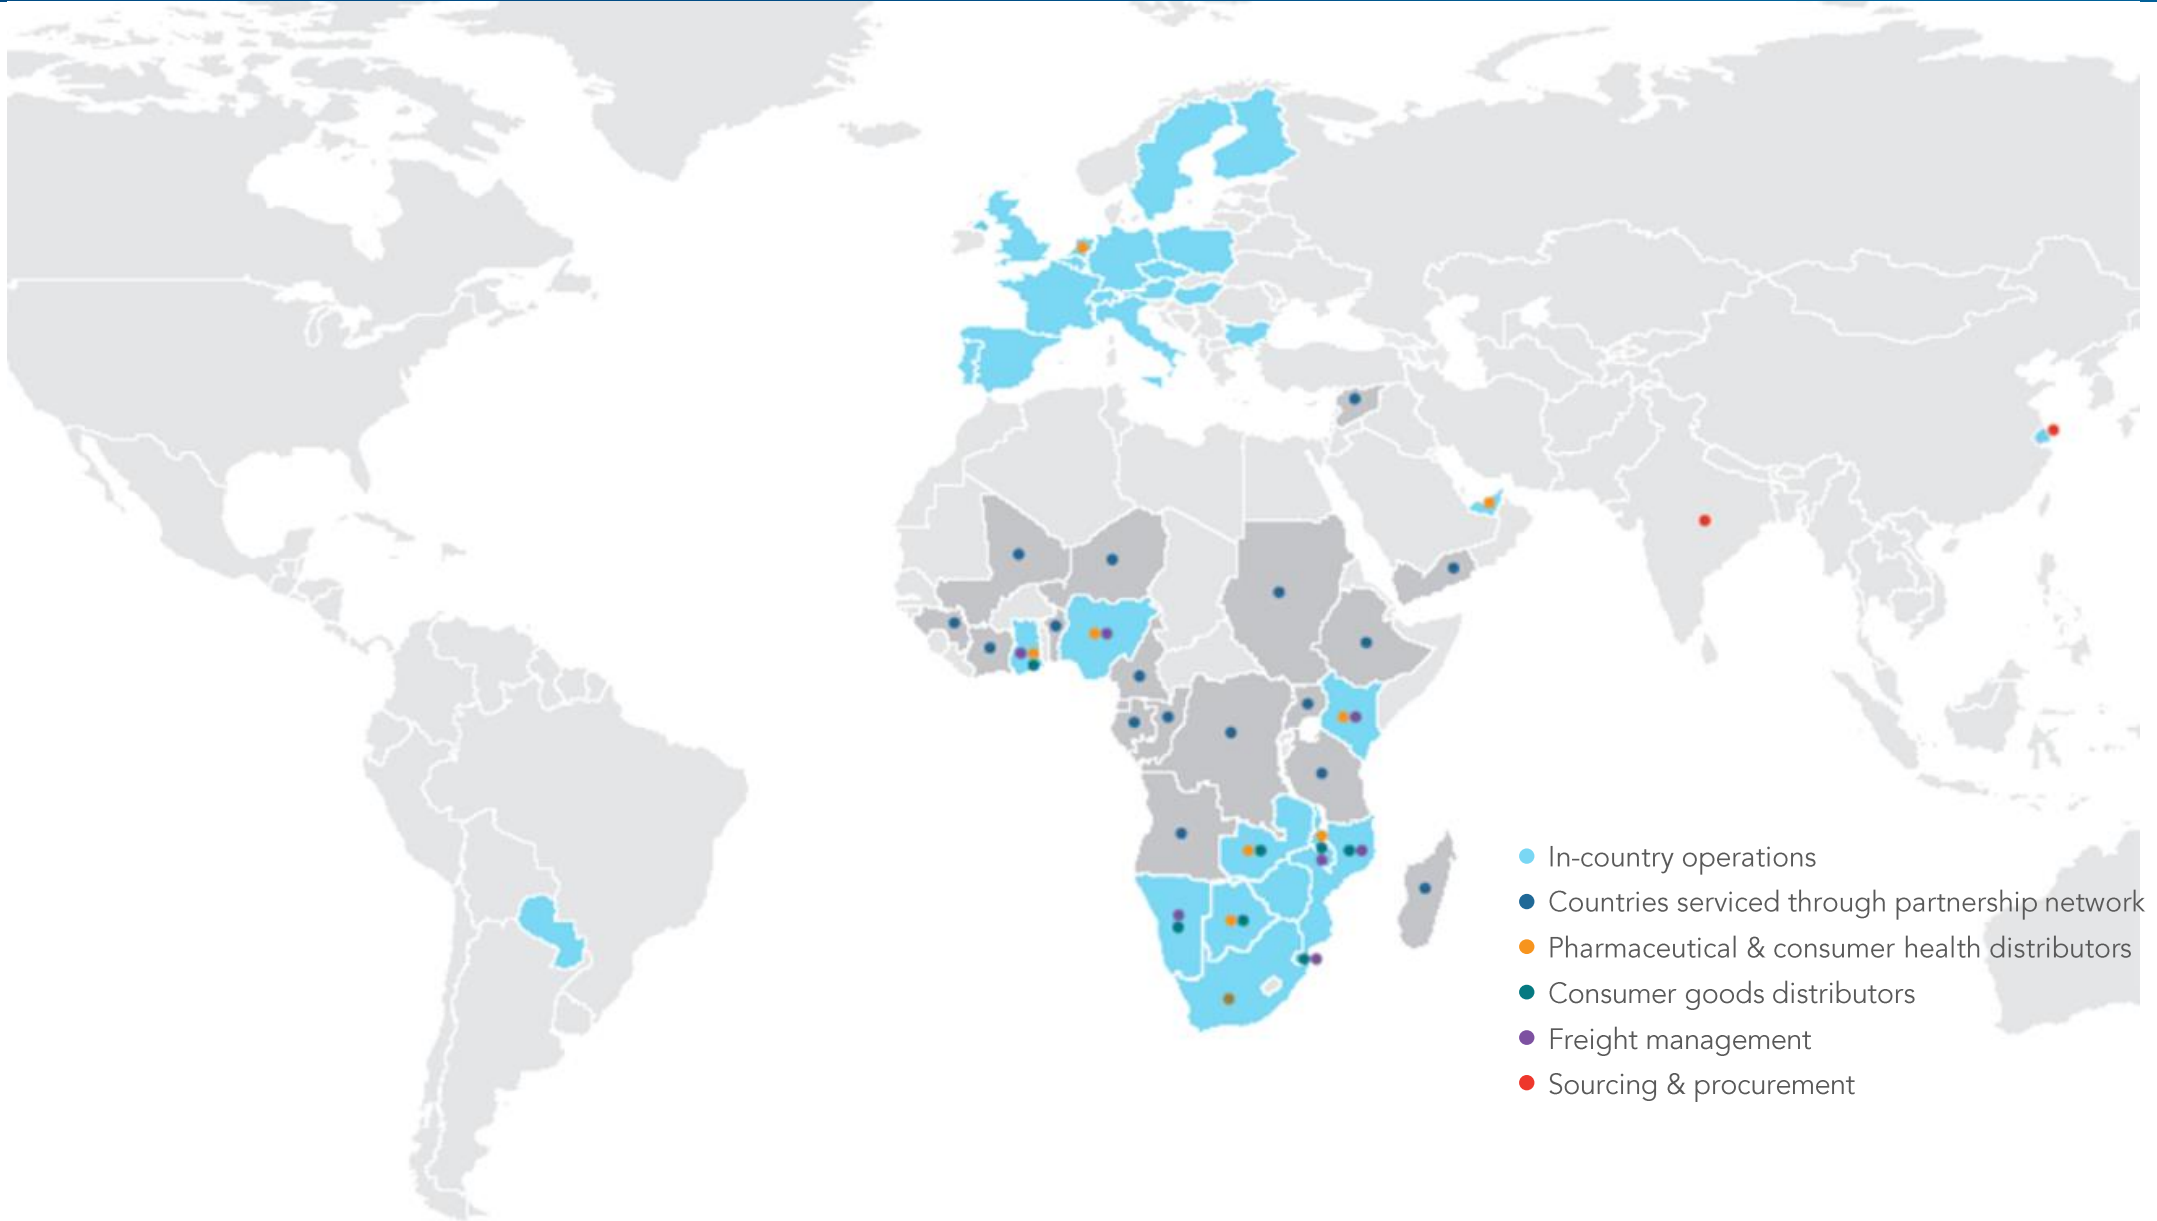 In-country operations
Countries serviced through partnership network
Pharmaceutical & consumer health distributors
Consumer goods distributors
Freight management
Sourcing & procurement